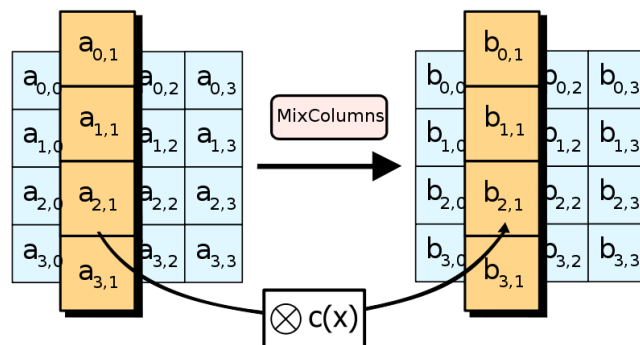 a0,0 a0,1 a0,2 a0,3 b0,0 b0,1 b0,2 b0,3
MixColumns
a1,0 a1,1 a1,2 a1,3 b1,0 b1,1 b1,2 b1,3
a2,0 a2,1 a2,2 a2,3 b2,0 b2,1 b2,2 b2,3
a3,0 a3,1 a3,2 a3,3 b3,0 b3,1 b3,2 b3,3
⊗ c(x)